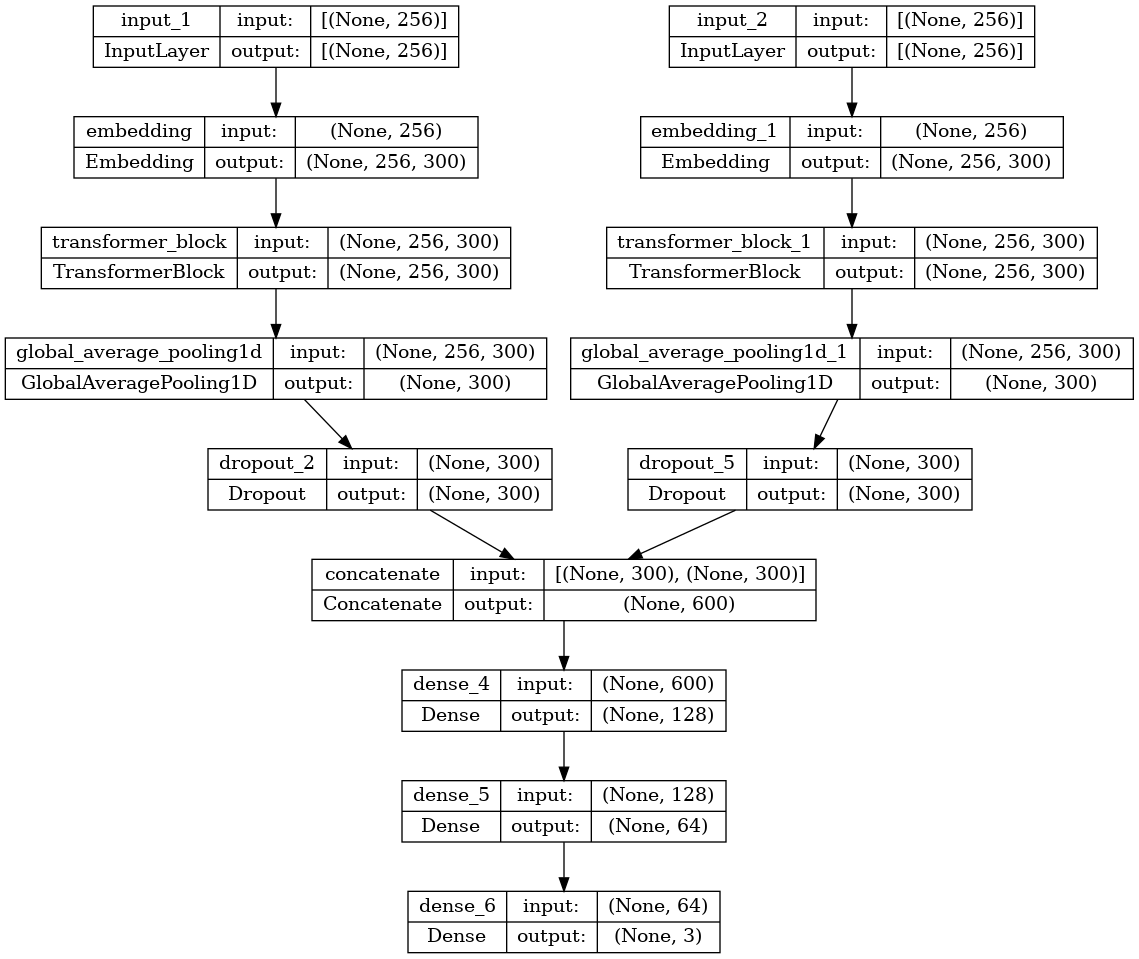 input_1 input: [(None, 256)] input_2 input: [(None, 256)]
InputLayer output: [(None, 256)] InputLayer output: [(None, 256)]
embedding input: (None, 256) embedding_1 input: (None, 256)
Embedding output: (None, 256, 300) Embedding output: (None, 256, 300)
transformer_block input: (None, 256, 300) transformer_block_1 input: (None, 256, 300)
TransformerBlock output: (None, 256, 300) TransformerBlock output: (None, 256, 300)
global_average_pooling1d input: (None, 256, 300) global_average_pooling1d_1 input: (None, 256, 300)
GlobalAveragePooling1D output: (None, 300) GlobalAveragePooling1D output: (None, 300)
dropout_2 input: (None, 300) dropout_5 input: (None, 300)
Dropout output: (None, 300) Dropout output: (None, 300)
concatenate input: [(None, 300), (None, 300)]
Concatenate output: (None, 600)
dense_4 input: (None, 600)
Dense output: (None, 128)
dense_5 input: (None, 128)
Dense output: (None, 64)
dense_6 input: (None, 64)
Dense output: (None, 3)